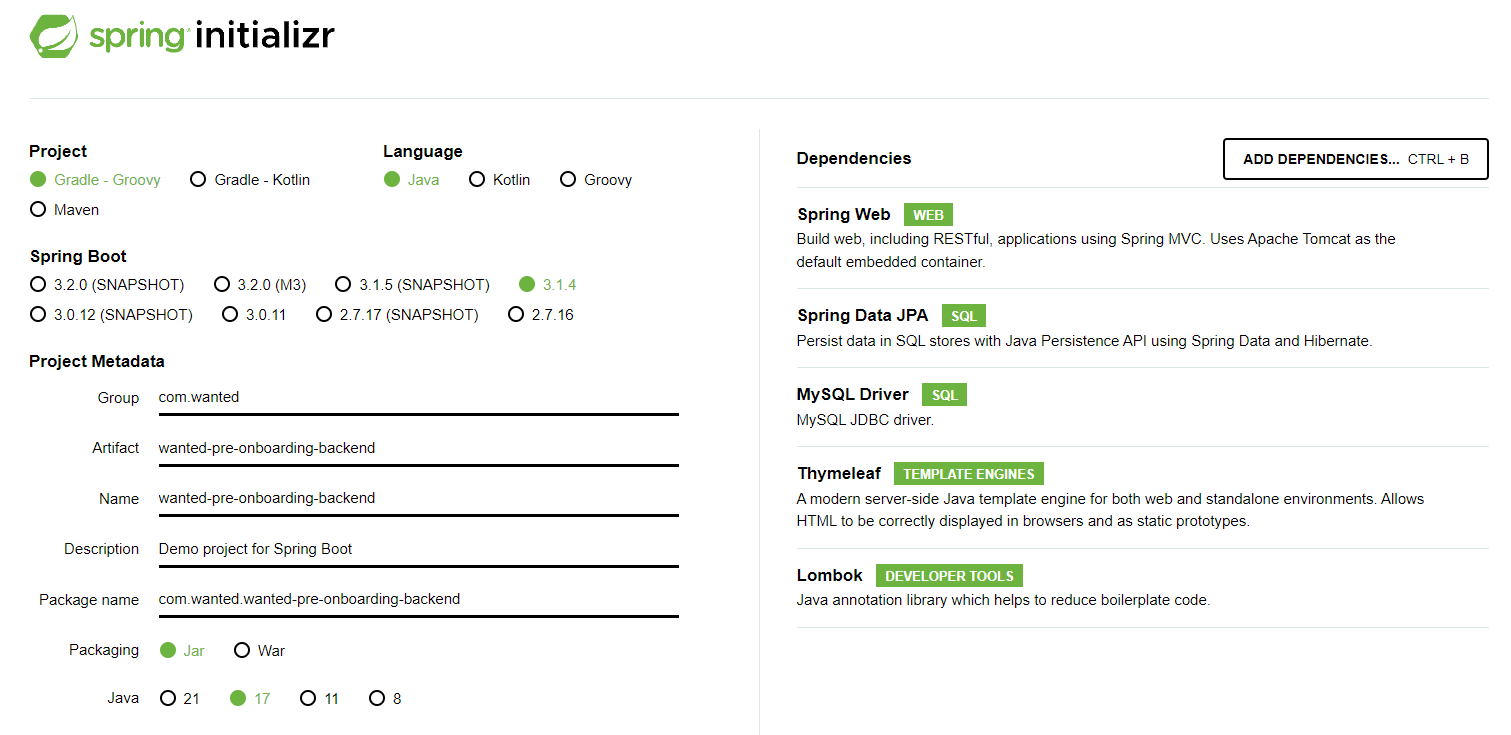 spring initializr
Project
Gradle - Groovy Gradle - Kotlin
Maven
Language
Java Kotlin Groovy
Spring Boot
3.2.0 (SNAPSHOT) 3.2.0 (M3) 3.1.5 (SNAPSHOT) 3.1.4
3.0.12 (SNAPSHOT) 3.0.11 2.7.17 (SNAPSHOT) 2.7.16
Project Metadata
Group com.wanted
Artifact wanted-pre-onboarding-backend
Name wanted-pre-onboarding-backend
Description Demo project for Spring Boot
Package name com.wanted.wanted-pre-onboarding-backend
Packaging Jar War
Java 21 17 11 8
Dependencies ADD DEPENDENCIES... CTRL + B
Spring Web WEB
Build web, including RESTful, applications using Spring MVC. Uses Apache Tomcat as the
default embedded container.
Spring Data JPA SQL
Persist data in SQL stores with Java Persistence API using Spring Data and Hibernate.
MySQL Driver SQL
MySQL JDBC driver.
Thymeleaf TEMPLATE ENGINES
A modern server-side Java template engine for both web and standalone environments. Allows
HTML to be correctly displayed in browsers and as static prototypes.
Lombok DEVELOPER TOOLS
Java annotation library which helps to reduce boilerplate code.